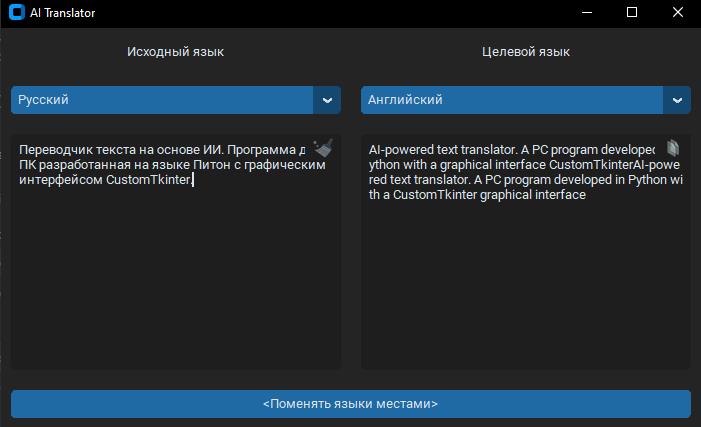 AI Translator
Исходный язык
Целевой язык
Русский
Английский
Переводчик текста на основе ИИ. Программа д
ПК разработанная на языке Питон с графическим
интерфейсом CustomTkinter.
AI-powered text translator. A PC program developed
ython with a graphical interface CustomTkinterAI-powe
red text translator. A PC program developed in Python wi
th a CustomTkinter graphical interface
<Поменять языки местами>